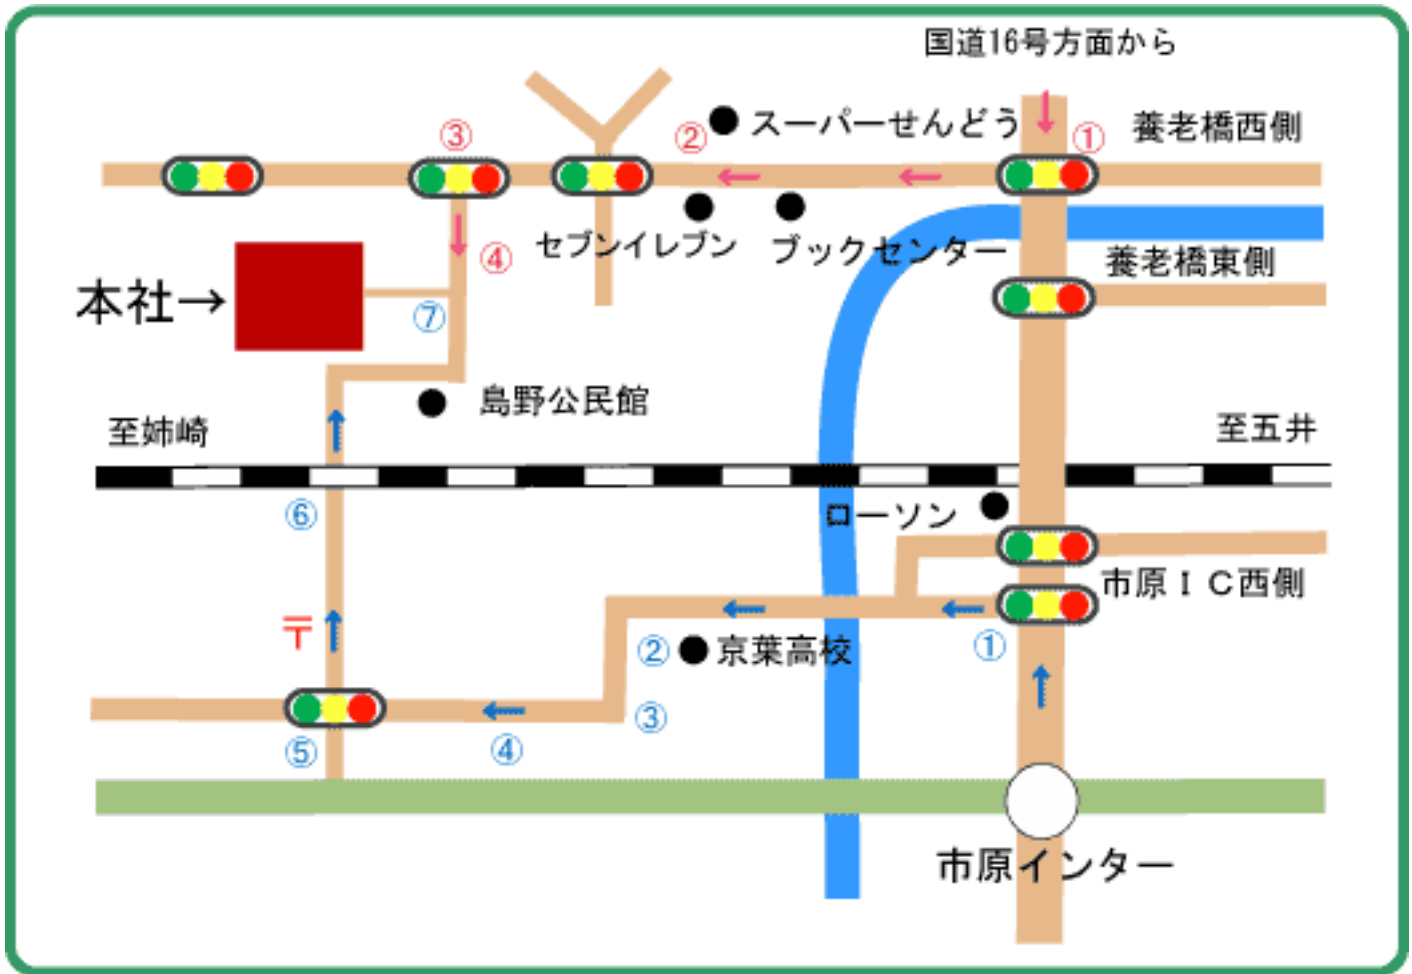 国道16号方面から
スーパーせんどう
①
養老橋西側
③
②
セブンイレブン
ブックセンター
④
養老橋東側
本社→
⑦
島野公民館
至姉崎
至五井
⑥
ローソン
市原ＩＣ西側
〒
②
京葉高校
①
③
⑤
④
市原インター